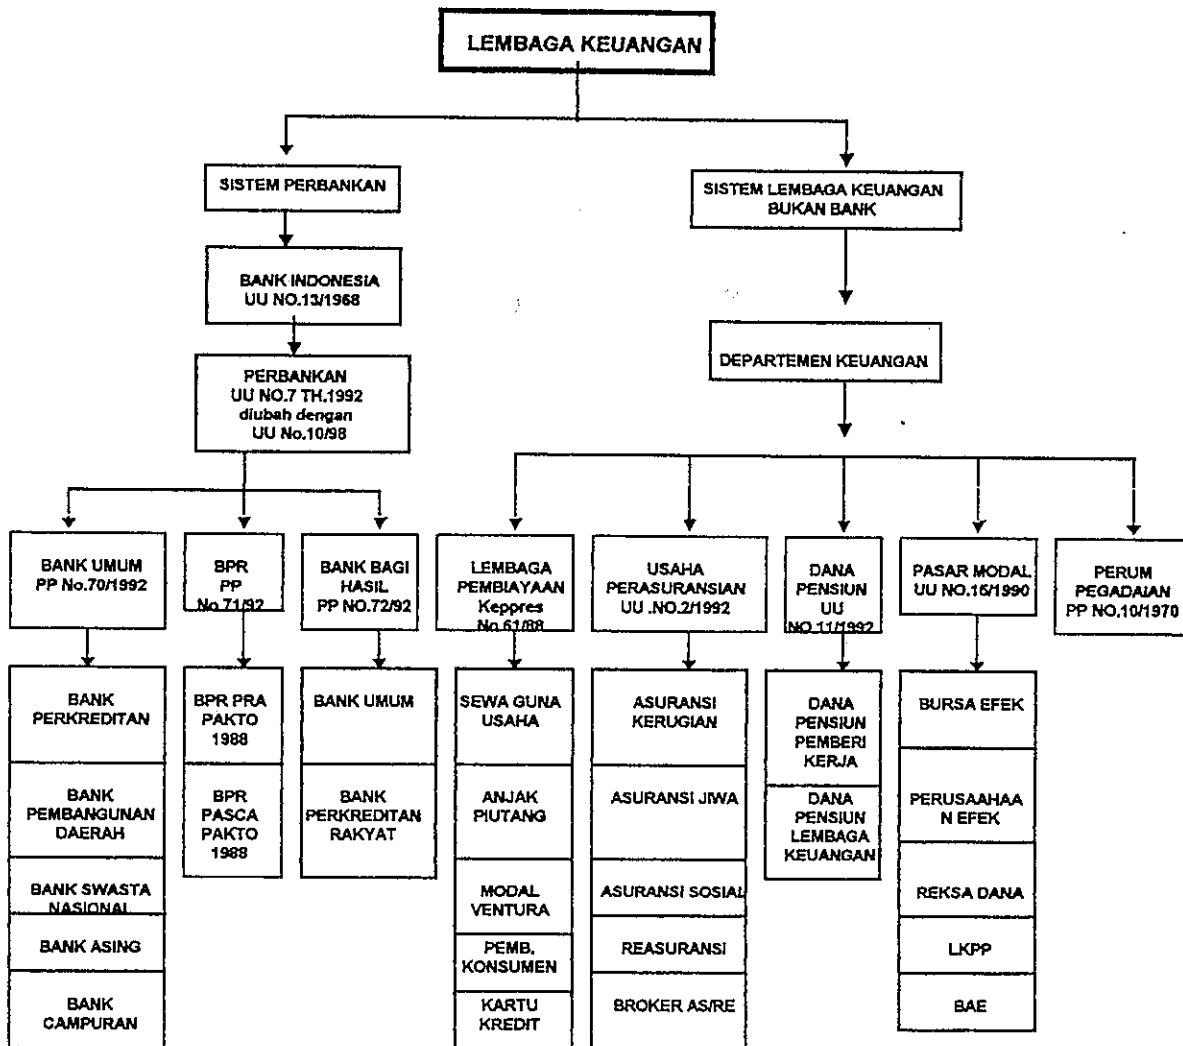 LEMBAGA KEUANGAN
SISTEM PERBANKAN
SISTEM LEMBAGA KEUANGAN
BUKAN BANK
BANK INDONESIA
UU NO.13/1968
DEPARTEMEN KEUANGAN
PERBANKAN
UU NO.7 TH.1992
diubah dengan
UU No.10/98
BANK UMUM
PP No.70/1992
BPR
PP
No.71/92
BANK BAGI
HASIL
PP NO.72/92
LEMBAGA
PEMBIAYAAN
Keppres
No.61/88
USAHA
PERASURANSIAN
UU .NO.2/1992
DANA
PENSIUN
UU
NO.11/1992
PASAR MODAL
UU NO.15/1990
PERUM
PEGADAIAN
PP NO.10/1970
BANK
PERKREDITAN
BANK
PEMBANGUNAN
DAERAH
BANK SWASTA
NASIONAL
BANK ASING
BANK
CAMPURAN
BPR PRA
PAKTO
1988
BPR
PASCA
PAKTO
1988
BANK UMUM
BANK
PERKREDITAN
RAKYAT
SEWA GUNA
USAHA
ANJAK
PIUTANG
MODAL
VENTURA
PEMB.
KONSUMEN
KARTU
KREDIT
ASURANSI
KERUGIAN
ASURANSI JIWA
ASURANSI SOSIAL
REASURANSI
BROKER AS/RE
DANA
PENSIUN
PEMBERI
KERJA
DANA
PENSIUN
LEMBAGA
KEUANGAN
BURSA EFEK
PERUSAAHAA
N EFEK
REKSA DANA
LKPP
BAE